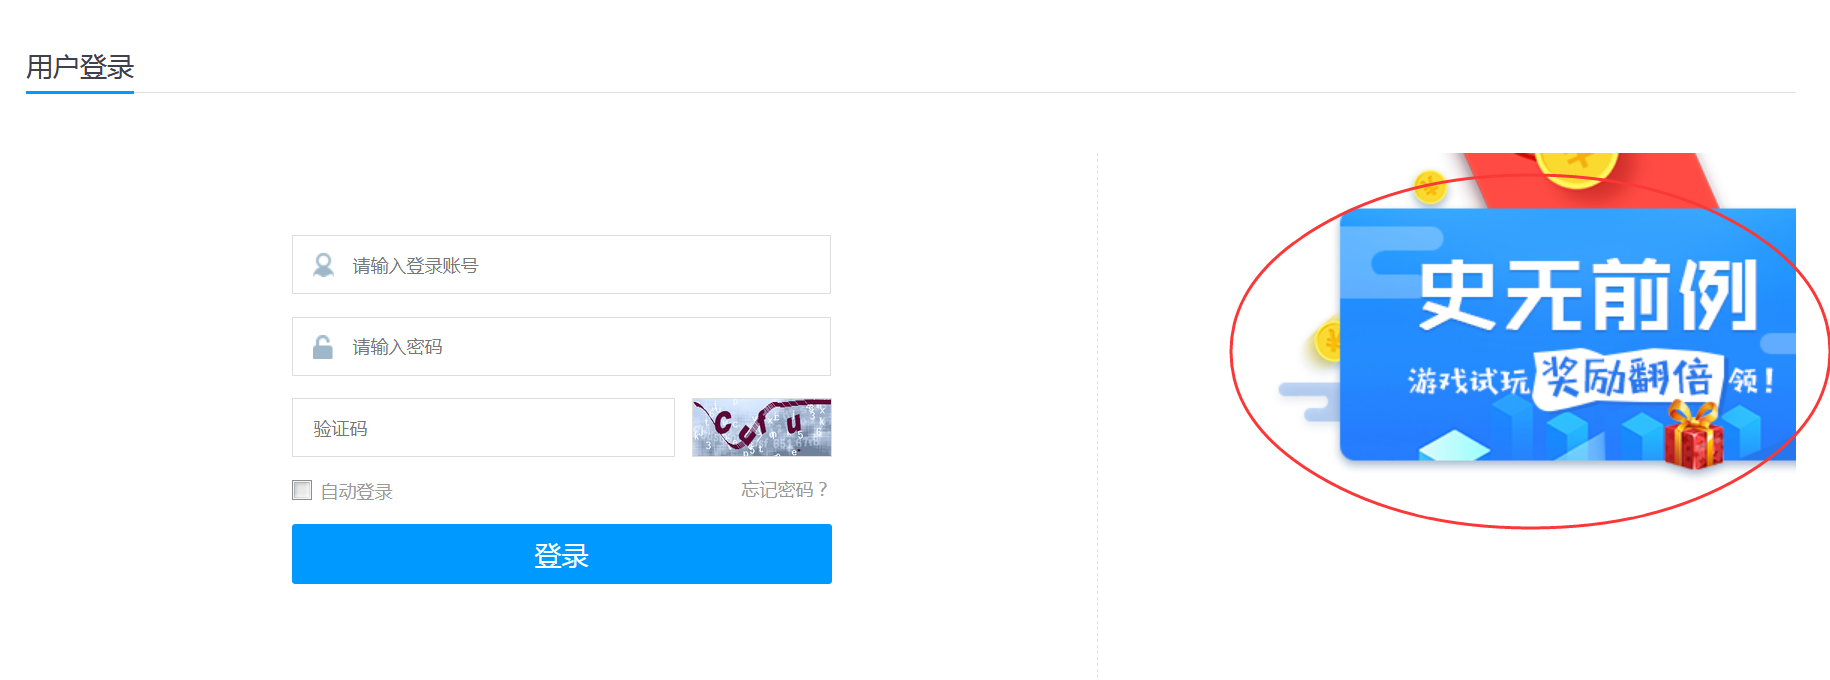 用户登录
请输入登录账号
请输入密码
验证码
自动登录
忘记密码？
登录
史无前例
游戏试玩 奖励翻倍 领！